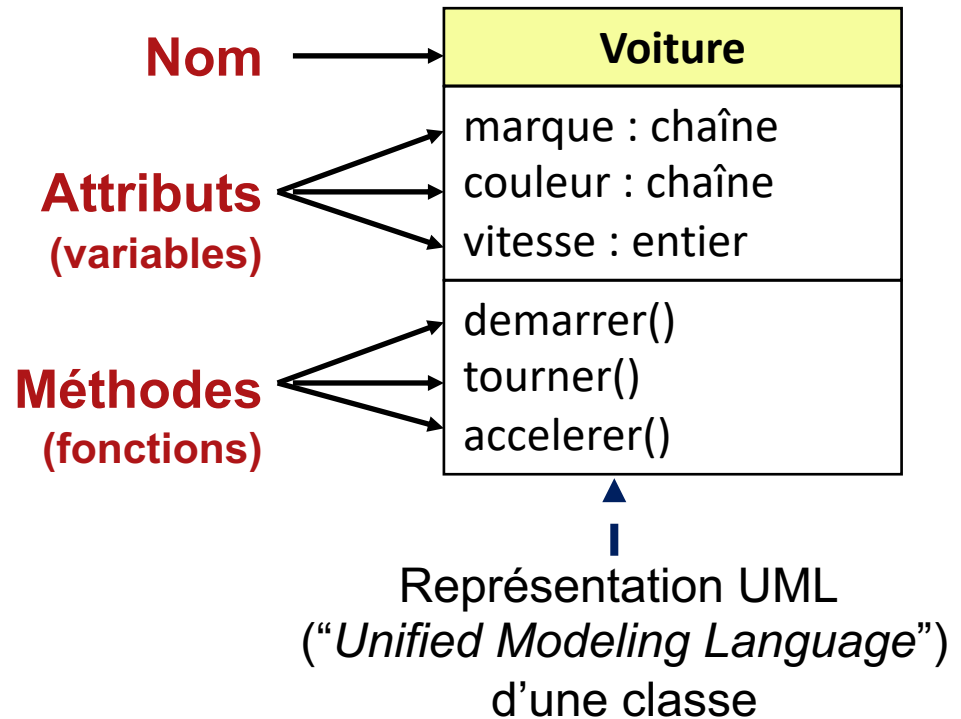 Nom
Voiture
Attributs
(variables)
marque : chaîne
couleur : chaîne
vitesse : entier
Méthodes
(fonctions)
demarrer()
tourner()
accelerer()
Représentation UML
(“Unified Modeling Language”)
d’une classe